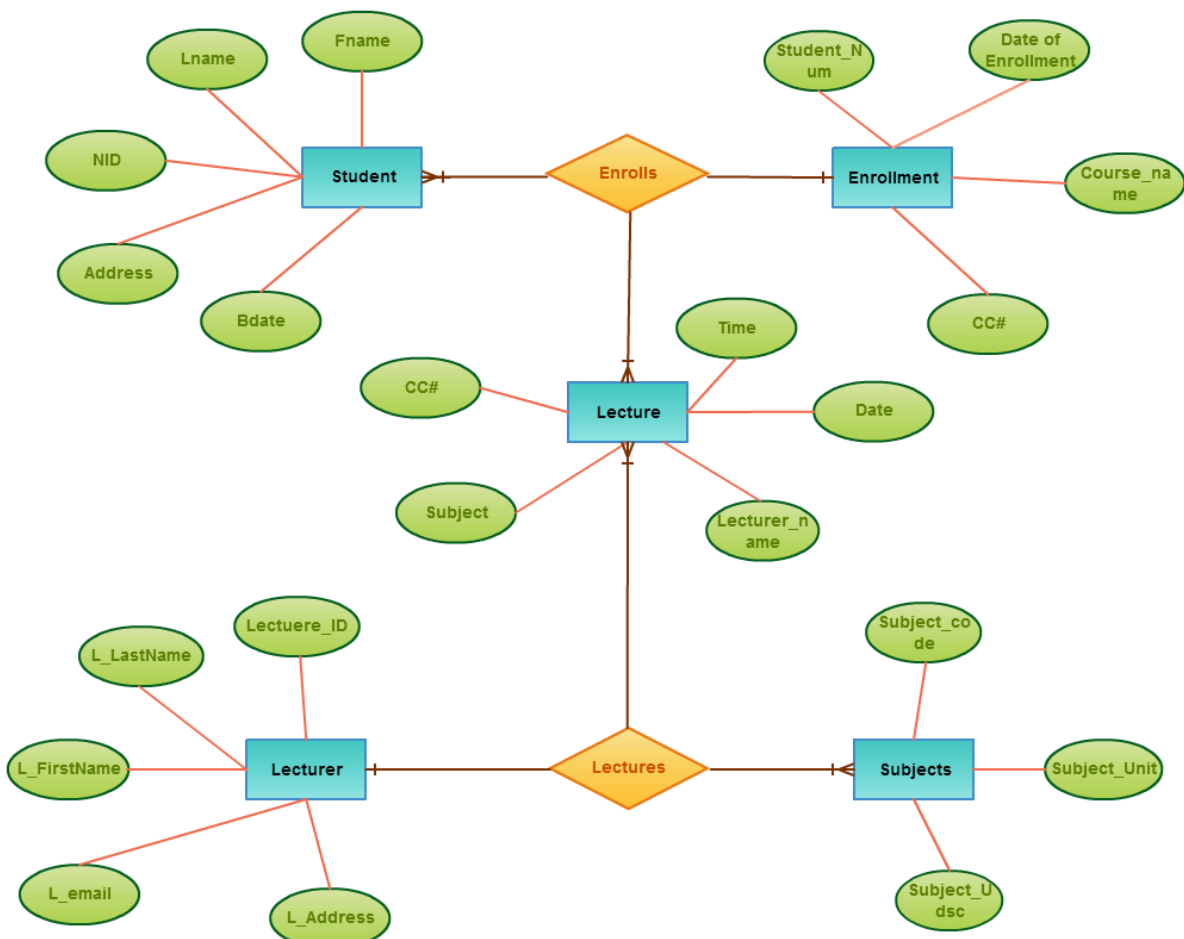 Fname
Lname
Student_N
um
Date of
Enrollment
NID
Student
Enrolls
Enrollment
Course_na
me
Address
Bdate
CC#
Time
CC#
Lecture
Date
Subject
Lecturer_n
ame
Lectuere_ID
Subject_co
de
L_LastName
L_FirstName
Lecturer
Lectures
Subjects
Subject_Unit
L_email
L_Address
Subject_U
dsc